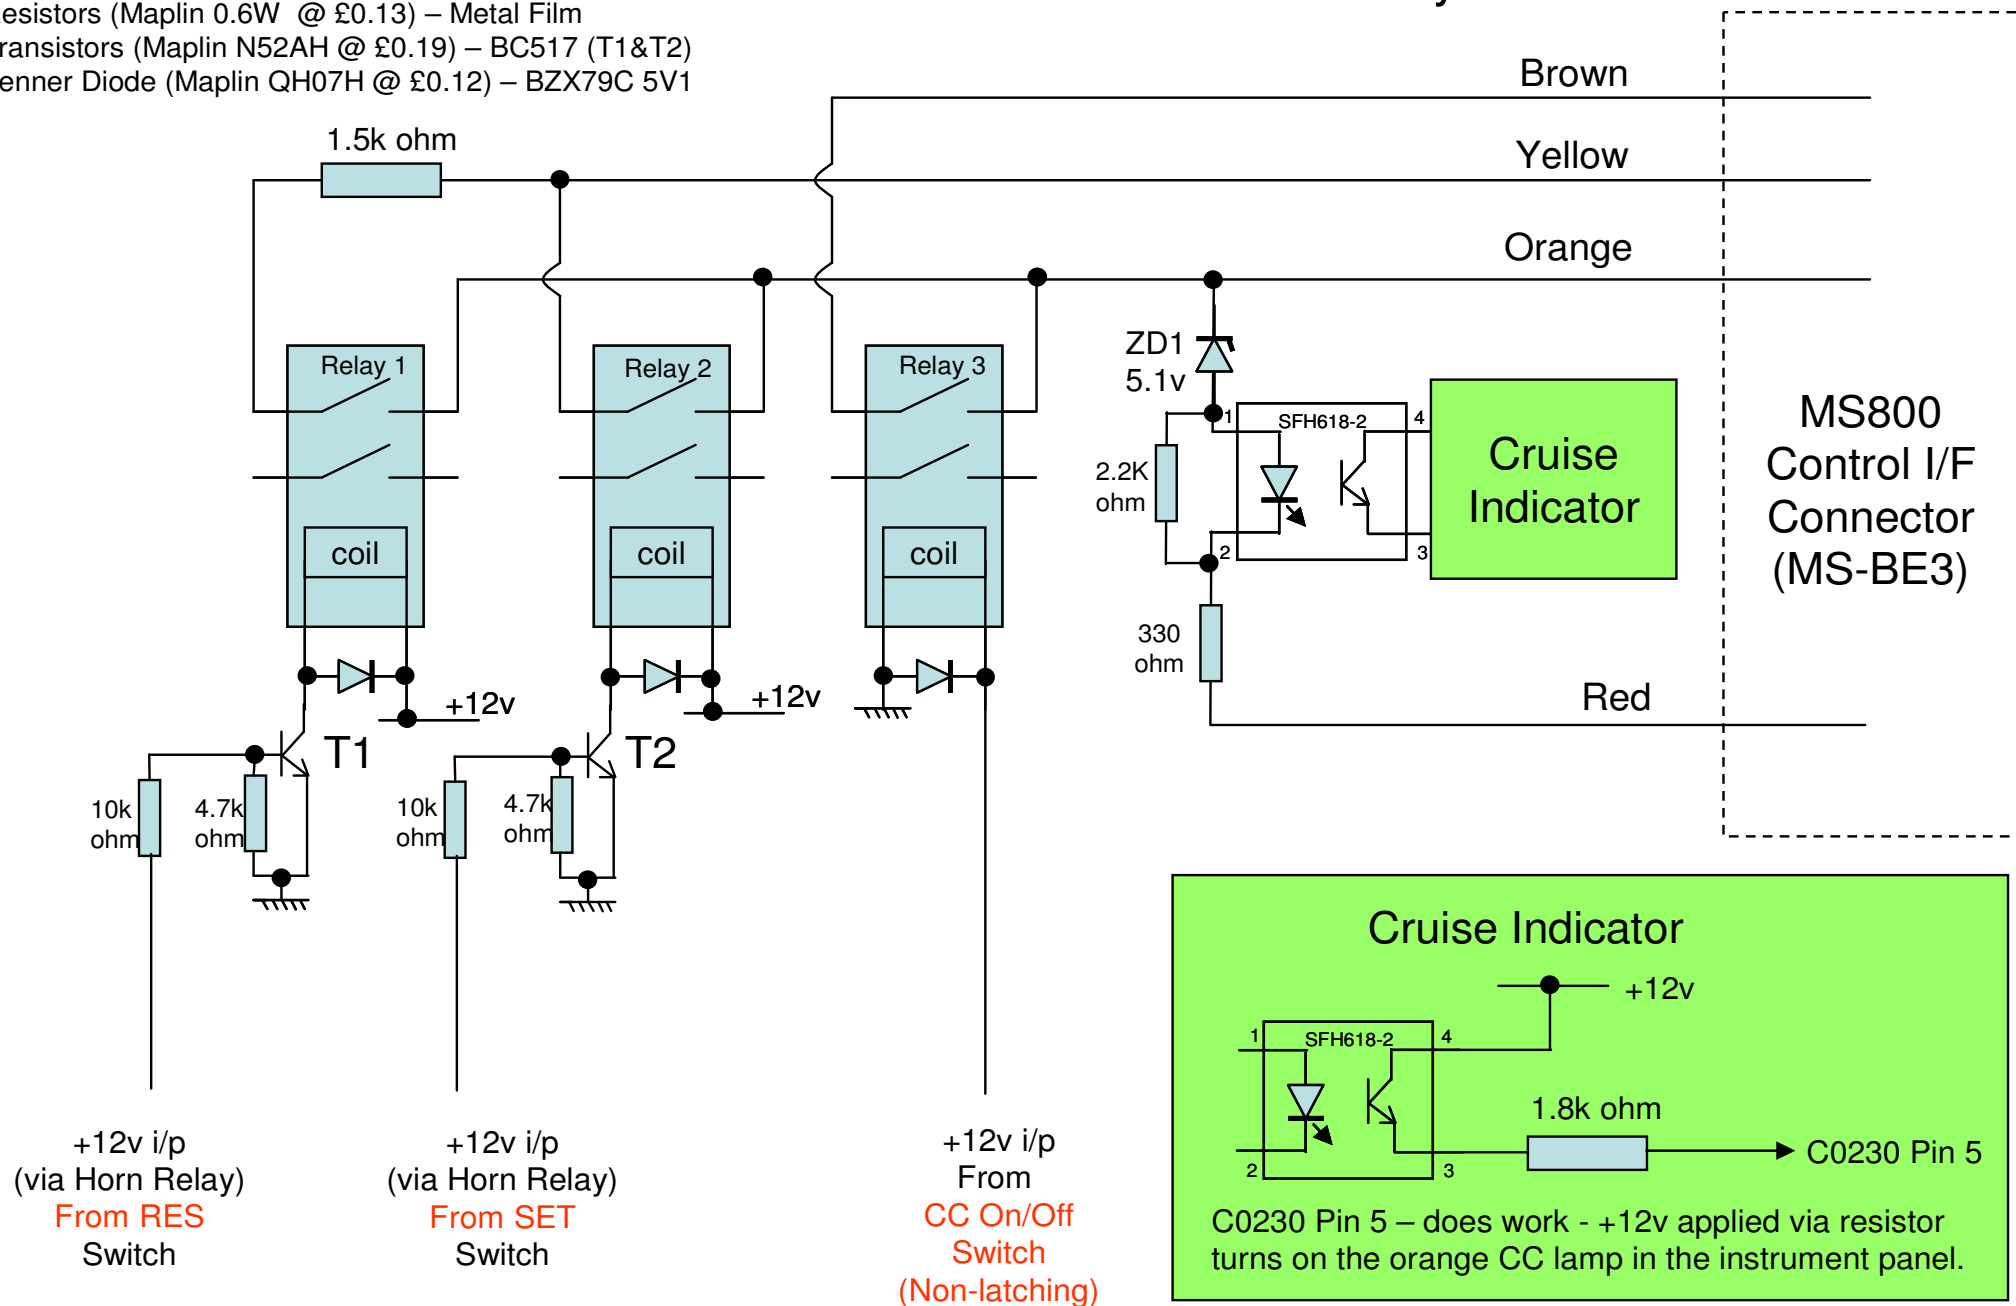 esistors (Maplin 0.6W @ £0.13) – Metal Film
ransistors (Maplin N52AH @ £0.19) – BC517 (T1&T2)
enner Diode (Maplin QH07H @ £0.12) – BZX79C 5V1
Brown
1.5k ohm
Yellow
Orange
Relay 1
Relay 2
Relay 3
ZD1
5.1v
1
SFH618-2
4
2.2K
ohm
2
3
Cruise
Indicator
MS800
Control I/F
Connector
(MS-BE3)
coil
coil
coil
330
ohm
Red
+12v
+12v
T1
T2
10k
ohm
4.7k
ohm
10k
ohm
4.7k
ohm
Cruise Indicator
+12v
1
SFH618-2
4
1.8k ohm
2
3
C0230 Pin 5
C0230 Pin 5 – does work - +12v applied via resistor
turns on the orange CC lamp in the instrument panel.
+12v i/p
(via Horn Relay)
From RES
Switch
+12v i/p
(via Horn Relay)
From SET
Switch
+12v i/p
From
CC On/Off
Switch
(Non-latching)